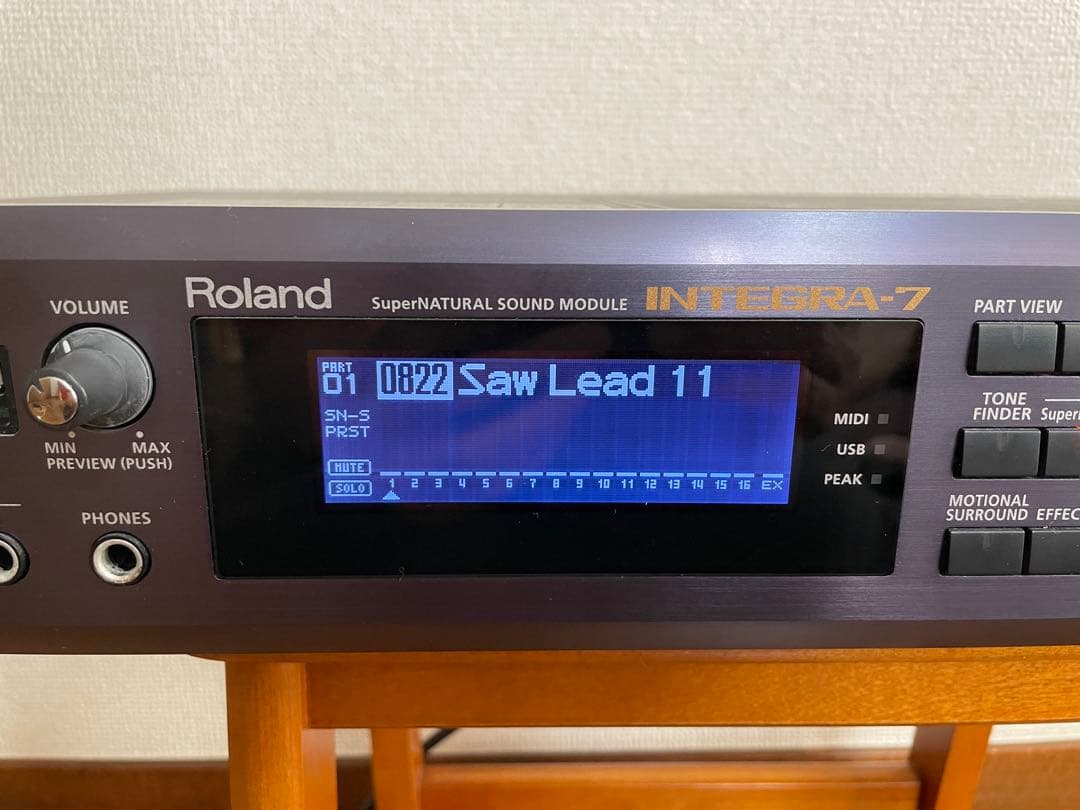 VOLUME
MIN MAX
PREVIEW (PUSH)
PHONES
Roland SuperNATURAL SOUND MODULE INTEGRA-7
PART
01 0822 Saw Lead 11
SN-S
PRST
MUTE
SOLO 1 2 3 4 5 6 7 8 9 10 11 12 13 14 15 16 EX
MIDI
USB
PEAK
PART VIEW
TONE
FINDER
MOTIONAL
SURROUND